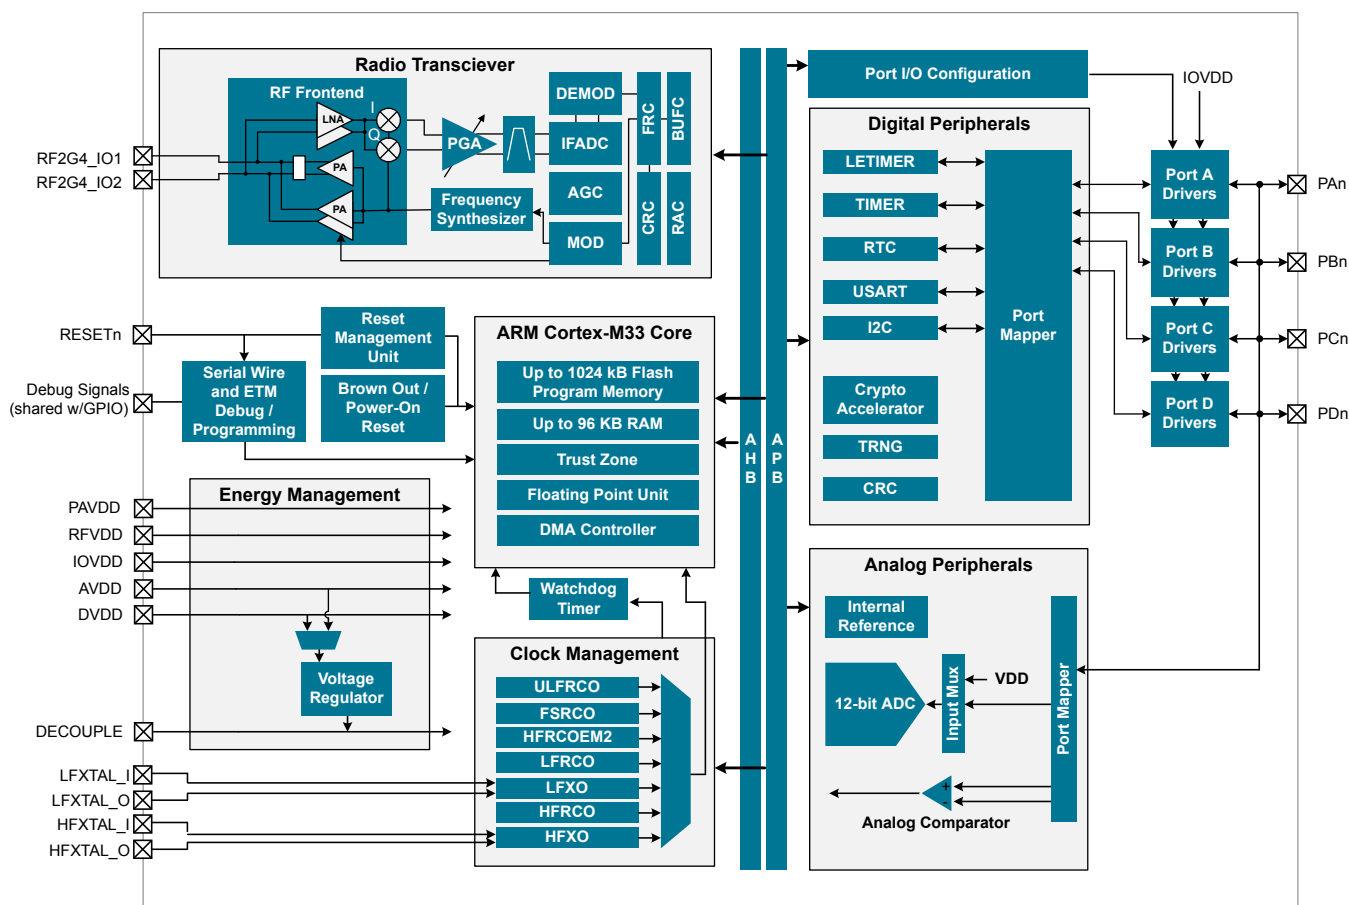 Radio Transciever
RF Frontend
LNA
I
Q
PA
PA
PGA
DEMOD
IFADC
AGC
MOD
Frequency
Synthesizer
FRC
BUFC
CRC
RAC
RF2G4_IO1
RF2G4_IO2
RESETn
Debug Signals
(shared w/GPIO)
Reset
Management
Unit
Serial Wire
and ETM
Debug /
Programming
Brown Out /
Power-On
Reset
ARM Cortex-M33 Core
Up to 1024 kB Flash
Program Memory
Up to 96 KB RAM
Trust Zone
Floating Point Unit
DMA Controller
Energy Management
PAVDD
RFVDD
IOVDD
AVDD
DVDD
Voltage
Regulator
DECOUPLE
Watchdog
Timer
Clock Management
ULFRCO
FSRCO
HFRCOEM2
LFRCO
LFXO
HFRCO
HFXO
LFXTAL_I
LFXTAL_O
HFXTAL_I
HFXTAL_O
AHB
APB
Port I/O Configuration
IOVDD
Digital Peripherals
LETIMER
TIMER
RTC
USART
I2C
Port
Mapper
Crypto
Accelerator
TRNG
CRC
Port A
Drivers
Port B
Drivers
Port C
Drivers
Port D
Drivers
PAn
PBn
PCn
PDn
Analog Peripherals
Internal
Reference
12-bit ADC
Input Mux
VDD
Port Mapper
+
-
Analog Comparator